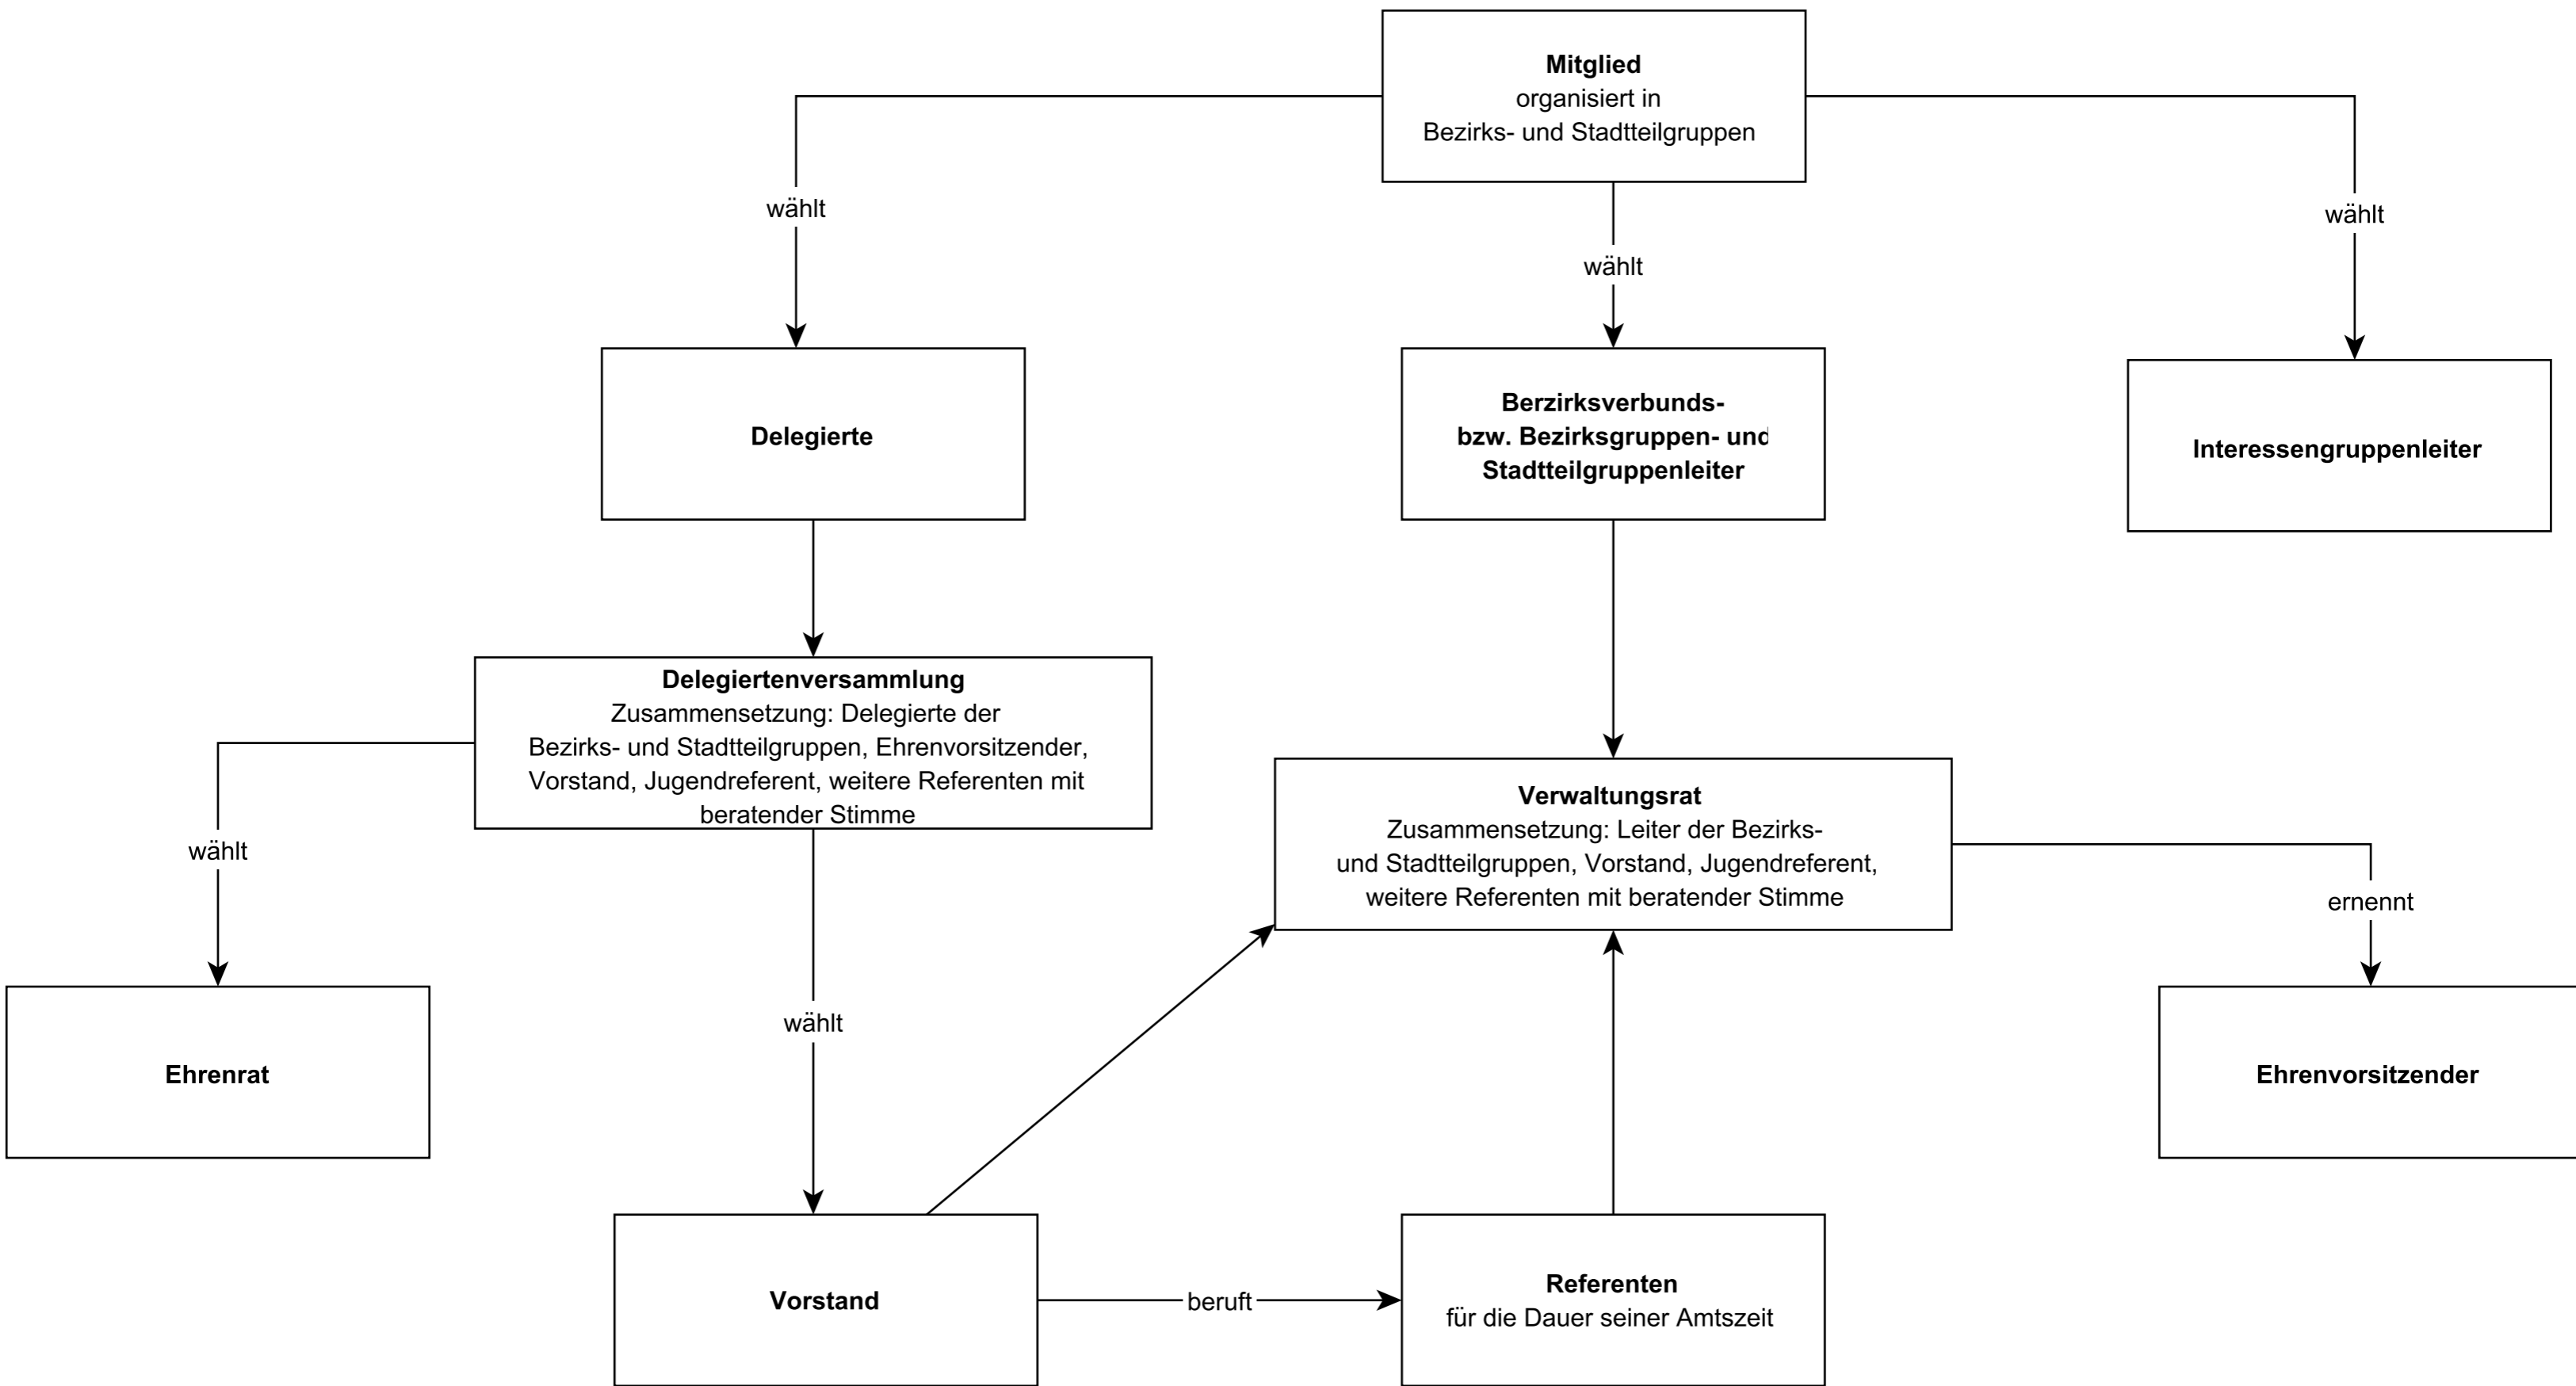 Mitglied
organisiert in
Bezirks- und Stadtteilgruppen
wählt
wählt
wählt
Delegierte
Berzirksverbunds-
bzw. Bezirksgruppen- und
Stadtteilgruppenleiter
Interessengruppenleiter
Delegiertenversammlung
Zusammensetzung: Delegierte der
Bezirks- und Stadtteilgruppen, Ehrenvorsitzender,
Vorstand, Jugendreferent, weitere Referenten mit
beratender Stimme
Verwaltungsrat
Zusammensetzung: Leiter der Bezirks-
und Stadtteilgruppen, Vorstand, Jugendreferent,
weitere Referenten mit beratender Stimme
wählt
ernennt
wählt
Ehrenrat
Ehrenvorsitzender
Vorstand
beruft
Referenten
für die Dauer seiner Amtszeit